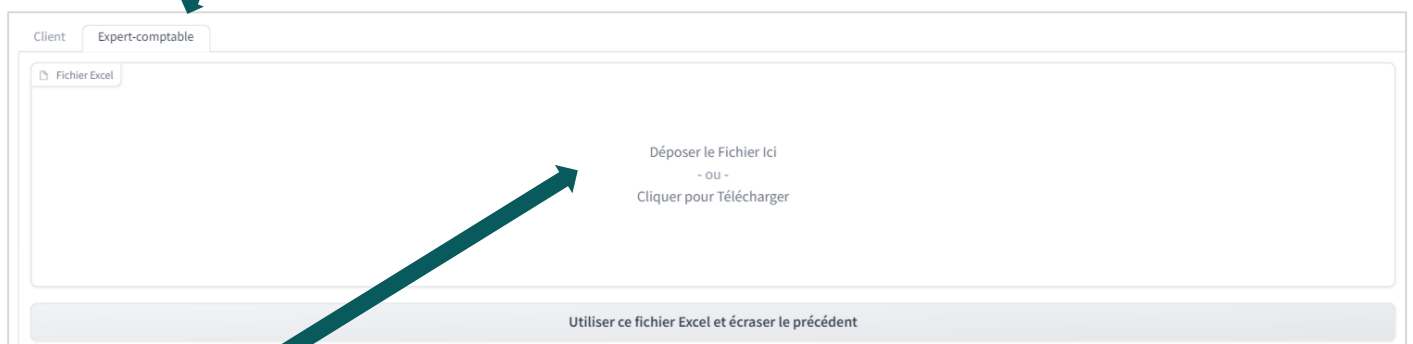 Client Expert-comptable
Fichier Excel
Déposer le Fichier Ici
- ou -
Cliquer pour Télécharger
Utiliser ce fichier Excel et écraser le précédent